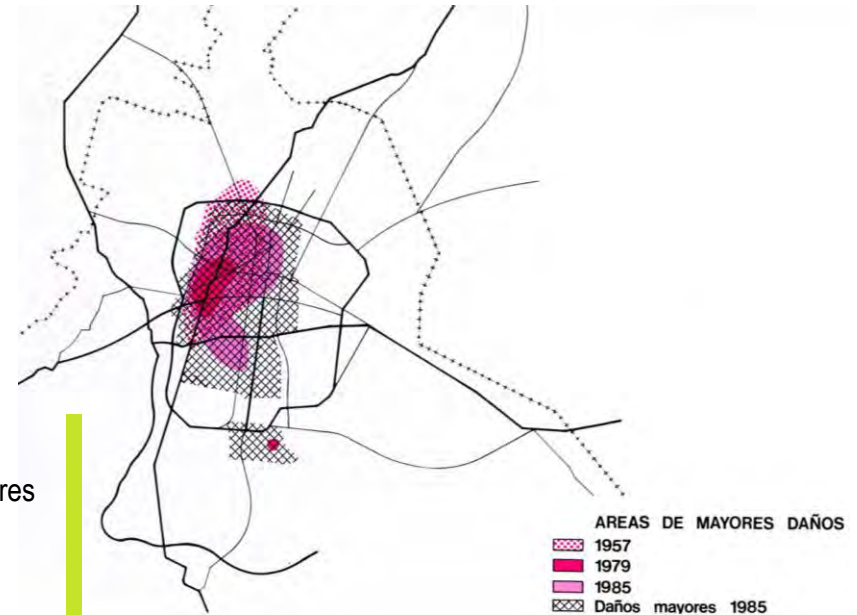 res
AREAS DE MAYORES DAÑOS
1957
1979
1985
Daños mayores 1985